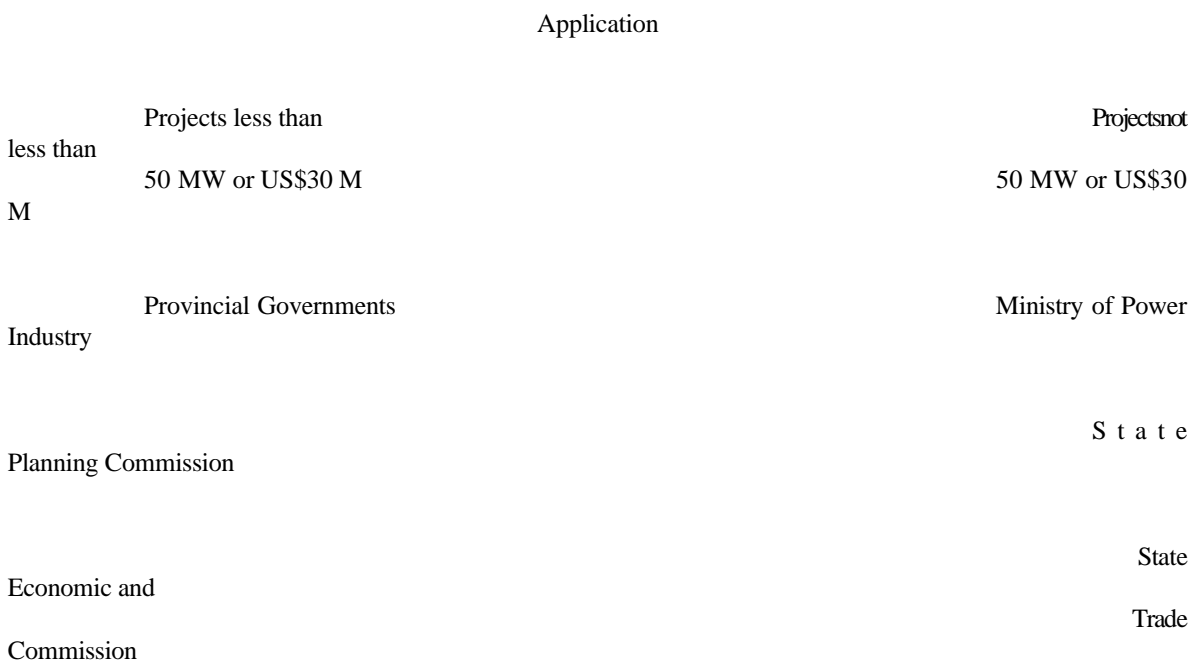 Application
Projects less than Projectsnot
less than
50 MW or US$30 M 50 MW or US$30
M
Provincial Governments Ministry of Power
Industry
S t a t e
Planning Commission
State
Economic and
Trade
Commission